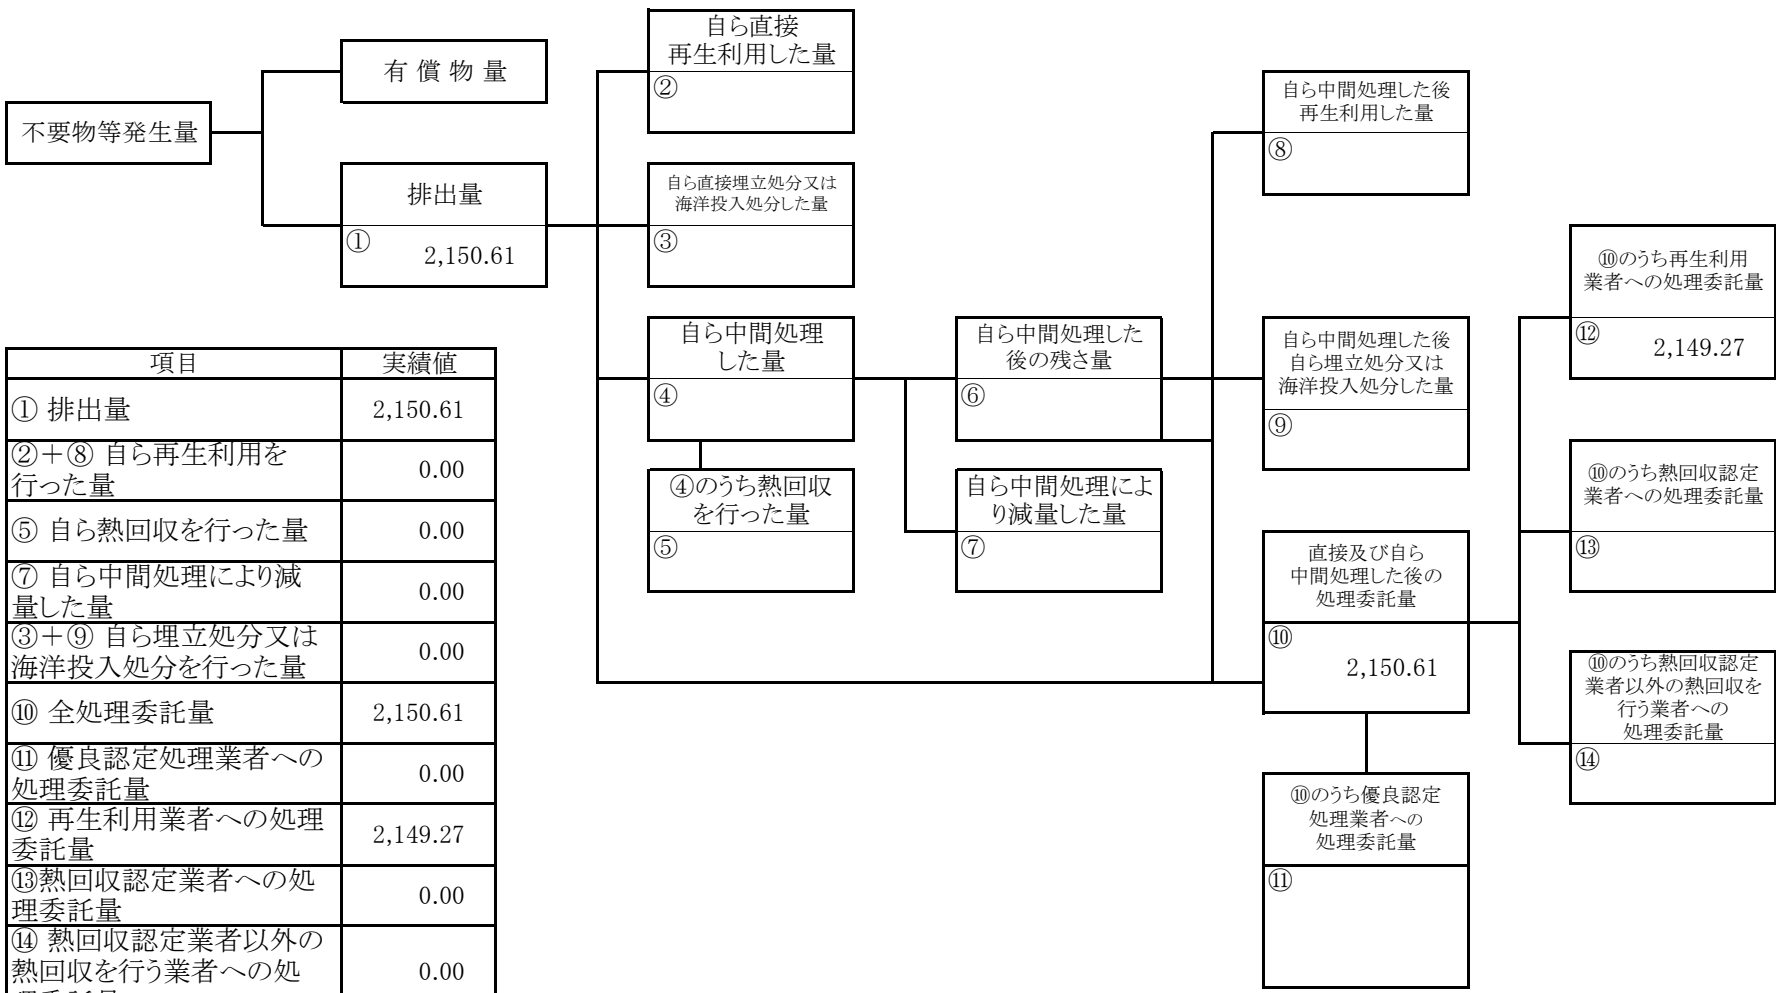 不要物等発生量
有 償 物 量
排出量
①
2,150.61
自ら直接
再生利用した量
②
自ら直接埋立処分又は
海洋投入処分した量
③
自ら中間処理
した量
④
④のうち熱回収
を行った量
⑤
自ら中間処理した
後の残さ量
⑥
自ら中間処理によ
り減量した量
⑦
自ら中間処理した後
再生利用した量
⑧
自ら中間処理した後
自ら埋立処分又は
海洋投入処分した量
⑨
直接及び自ら
中間処理した後の
処理委託量
⑩
2,150.61
⑩のうち優良認定
処理業者への
処理委託量
⑪
⑩のうち再生利用
業者への処理委託量
⑫
2,149.27
⑩のうち熱回収認定
業者への処理委託量
⑬
⑩のうち熱回収認定
業者以外の熱回収を
行う業者への
処理委託量
⑭
項目 実績値
① 排出量 2,150.61
②＋⑧ 自ら再生利用を
行った量 0.00
⑤ 自ら熱回収を行った量 0.00
⑦ 自ら中間処理により減
量した量 0.00
③＋⑨ 自ら埋立処分又は
海洋投入処分を行った量 0.00
⑩ 全処理委託量 2,150.61
⑪ 優良認定処理業者への
処理委託量 0.00
⑫ 再生利用業者への処理
委託量 2,149.27
⑬熱回収認定業者への処
理委託量 0.00
⑭ 熱回収認定業者以外の
熱回収を行う業者への処 0.00